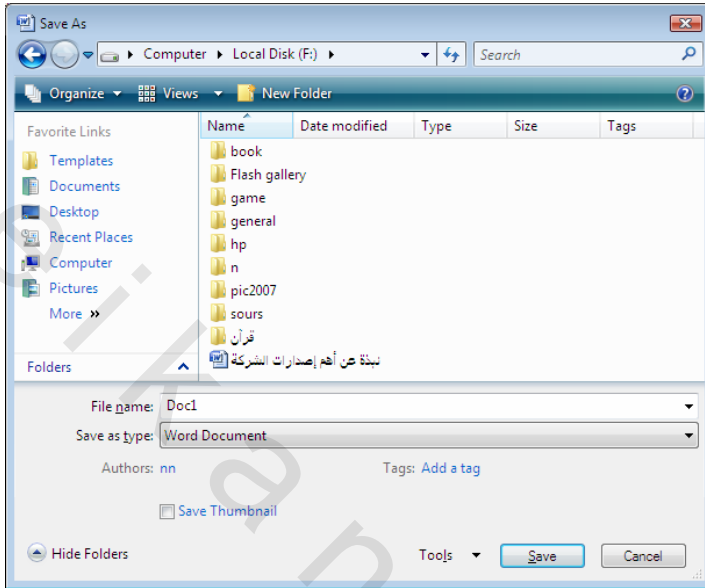 Save As
Computer Local Disk (F:) Search
Organize Views New Folder
Favorite Links
Templates
Documents
Desktop
Recent Places
Computer
Pictures
More »
Folders
Name Date modified Type Size Tags
book
Flash gallery
game
general
hp
n
pic2007
sours
قرآن
نبذة عن أهم إصدارات الشركة
File name: Doc1
Save as type: Word Document
Authors: nn Tags: Add a tag
Save Thumbnail
Hide Folders Tools Save Cancel